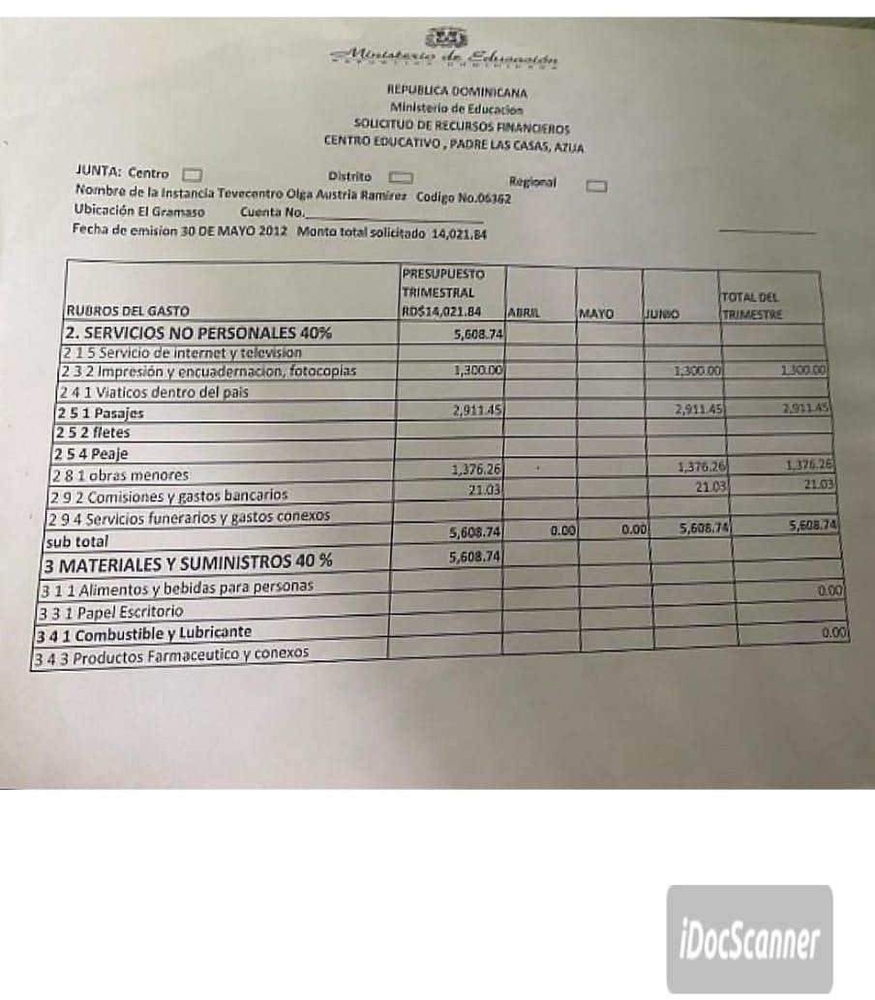 Ministerio de Educación
REPUBLICA DOMINICANA
REPUBLICA DOMINICANA
Ministerio de Educacion
SOLICITUD DE RECURSOS FINANCIEROS
CENTRO EDUCATIVO , PADRE LAS CASAS, AZUA
JUNTA: Centro Distrito Regional
Nombre de la Instancia Tevecentro Olga Austria Ramirez Codigo No.06362
Ubicación El Gramaso Cuenta No.
Fecha de emision 30 DE MAYO 2012 Monto total solicitado 14,021.84
RUBROS DEL GASTO PRESUPUESTO TRIMESTRAL RD$14,021.84 ABRIL MAYO JUNIO TOTAL DEL TRIMESTRE
2. SERVICIOS NO PERSONALES 40% 5,608.74
2 1 5 Servicio de internet y television
2 3 2 Impresión y encuadernacion, fotocopias 1,300.00 1,300.00 1,300.00
2 4 1 Viaticos dentro del pais
2 5 1 Pasajes 2,911.45 2,911.45 2,911.45
2 5 2 fletes
2 5 4 Peaje
2 8 1 obras menores 1,376.26 1,376.26 1,376.26
2 9 2 Comisiones y gastos bancarios 21.03 21.03 21.03
2 9 4 Servicios funerarios y gastos conexos
sub total 5,608.74 0.00 0.00 5,608.74 5,608.74
3 MATERIALES Y SUMINISTROS 40 % 5,608.74
3 1 1 Alimentos y bebidas para personas 0.00
3 3 1 Papel Escritorio
3 4 1 Combustible y Lubricante 0.00
3 4 3 Productos Farmaceutico y conexos
iDocScanner